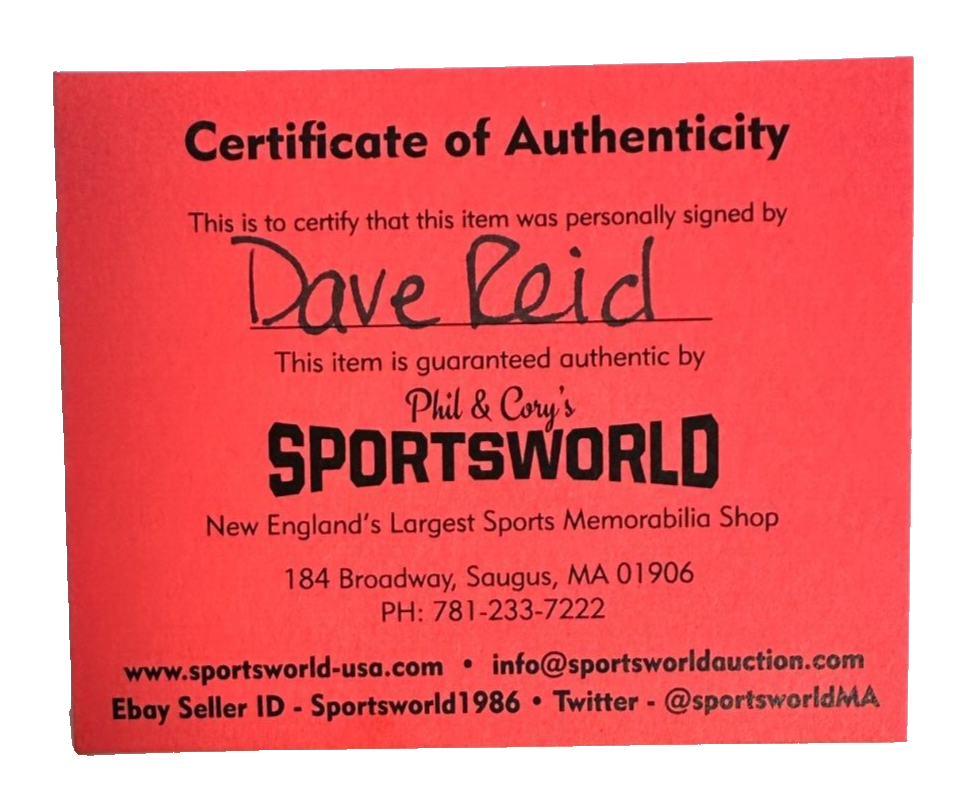 Certificate of Authenticity
This is to certify that this item was personally signed by
Dave Reid
This item is guaranteed authentic by
Phil & Cory's
SPORTSWORLD
New England's Largest Sports Memorabilia Shop
184 Broadway, Saugus, MA 01906
PH: 781-233-7222
www.sportsworld-usa.com • info@sportsworldauction.com
Ebay Seller ID - Sportsworld1986 • Twitter - @sportsworldMA